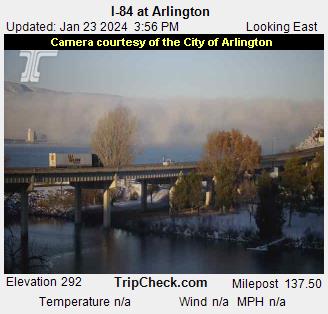 I-84 at Arlington
Updated: Jan 23 2024 3:56 PM Looking East
Camera courtesy of the City of Arlington
Elevation 292 TripCheck.com Milepost 137.50
Temperature n/a Wind n/a MPH n/a